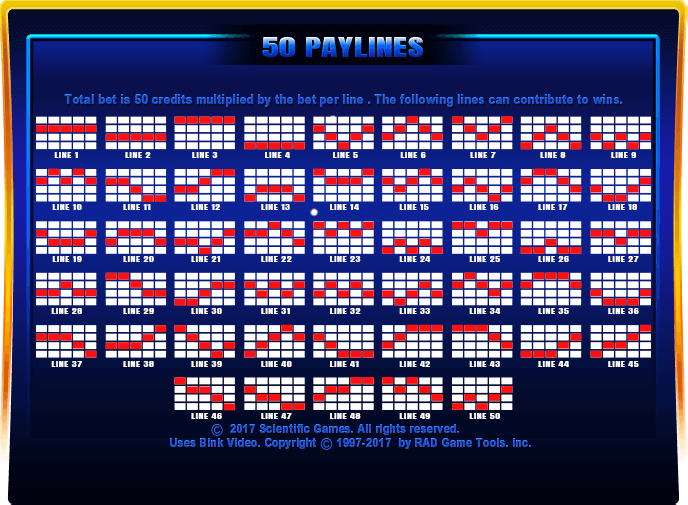 50 PAYLINES
Total bet is 50 credits multiplied by the bet per line . The following lines can contribute to wins.
LINE 1 LINE 2 LINE 3 LINE 4 LINE 5 LINE 6 LINE 7 LINE 8 LINE 9
LINE 10 LINE 11 LINE 12 LINE 13 LINE 14 LINE 15 LINE 16 LINE 17 LINE 18
LINE 19 LINE 20 LINE 21 LINE 22 LINE 23 LINE 24 LINE 25 LINE 26 LINE 27
LINE 28 LINE 29 LINE 30 LINE 31 LINE 32 LINE 33 LINE 34 LINE 35 LINE 36
LINE 37 LINE 38 LINE 39 LINE 40 LINE 41 LINE 42 LINE 43 LINE 44 LINE 45
LINE 46 LINE 47 LINE 48 LINE 49 LINE 50
© 2017 Scientific Games. All rights reserved.
Uses Bink Video. Copyright © 1997-2017 by RAD Game Tools. Inc.